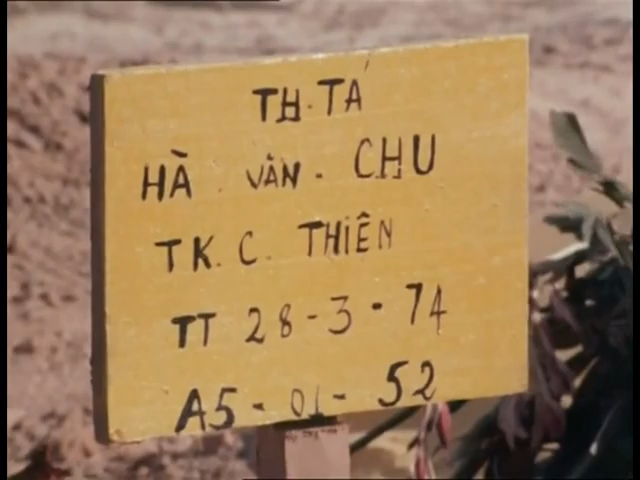 TH.TÁ
HÀ VĂN. CHU
TK. C. THIÊN
TT 28-3-74
A5-01-52